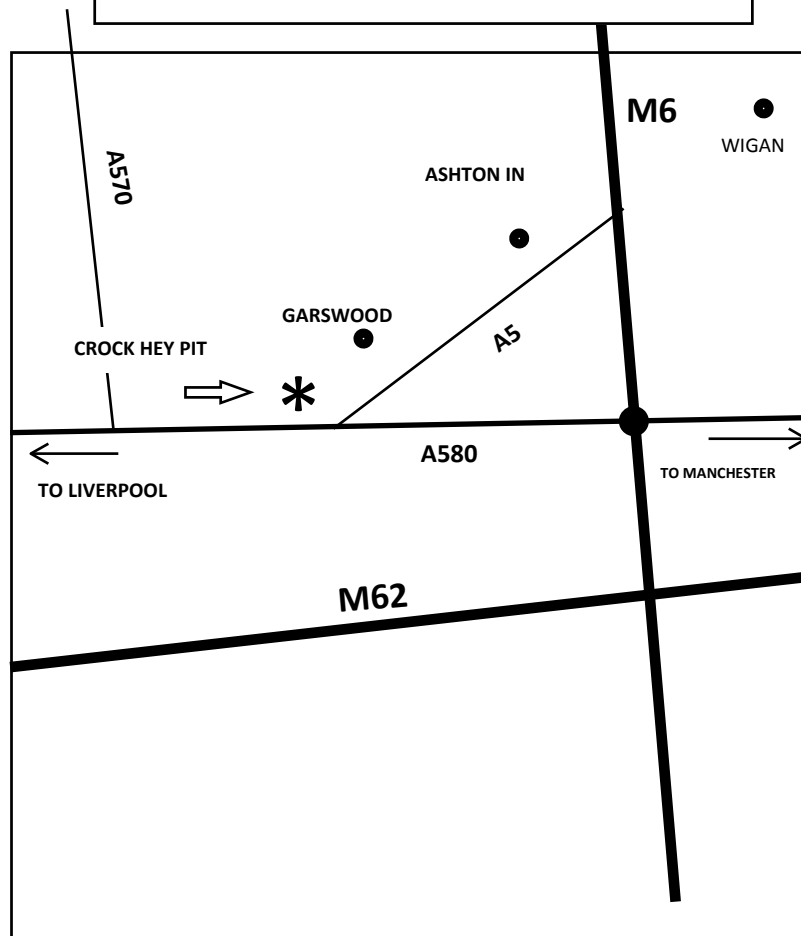 M6
WIGAN
A570
ASHTON IN
GARSWOOD
A5
CROCK HEY PIT
*
A580
TO MANCHESTER
TO LIVERPOOL
M62